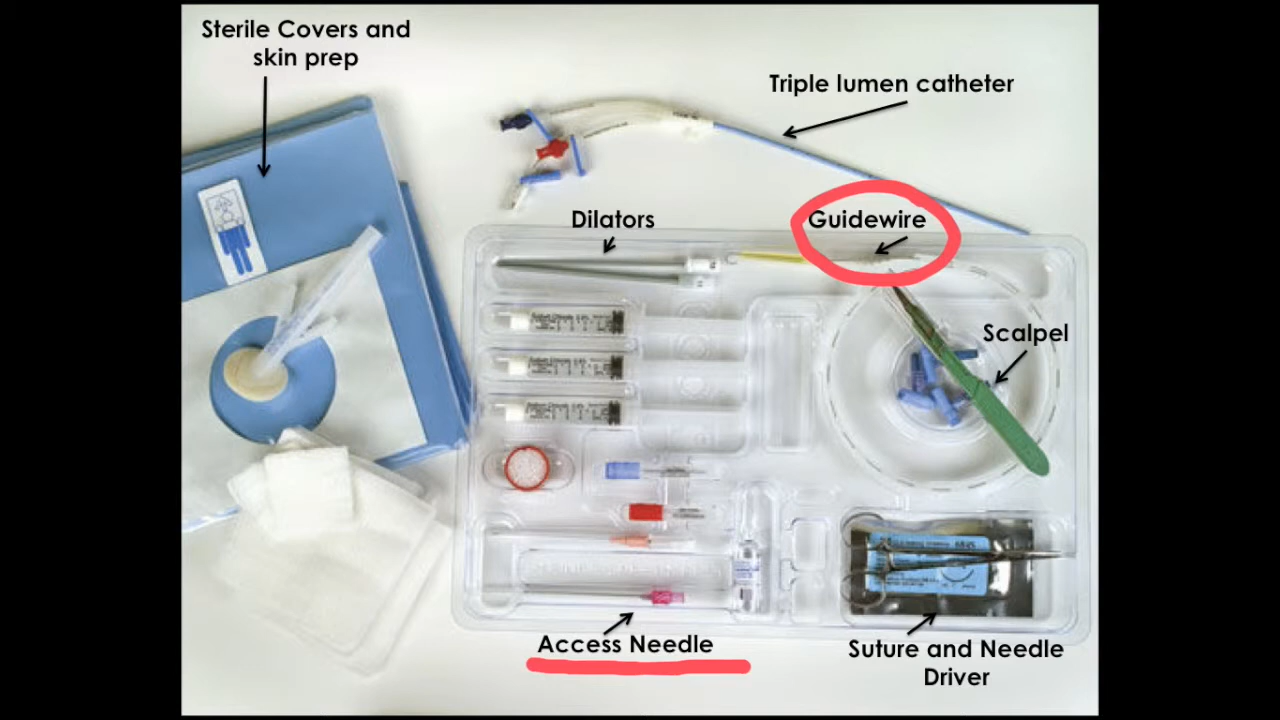 Sterile Covers and
skin prep
Triple lumen catheter
Dilators
Guidewire
Scalpel
Access Needle
Suture and Needle
Driver